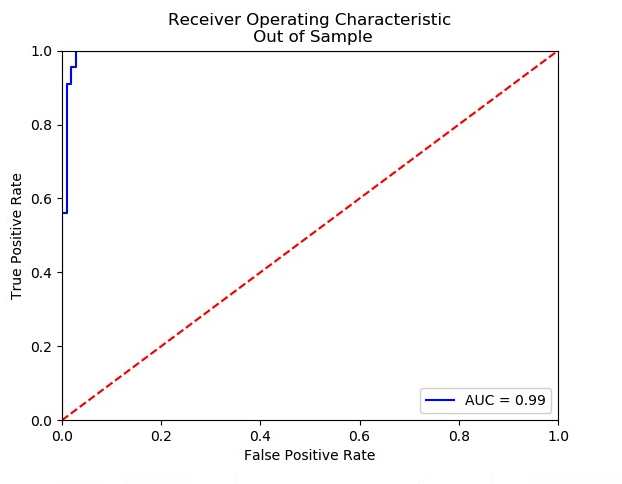 Receiver Operating Characteristic
Out of Sample
True Positive Rate
1.0
0.8
0.6
0.4
0.2
0.0
AUC = 0.99
0.0 0.2 0.4 0.6 0.8 1.0
False Positive Rate